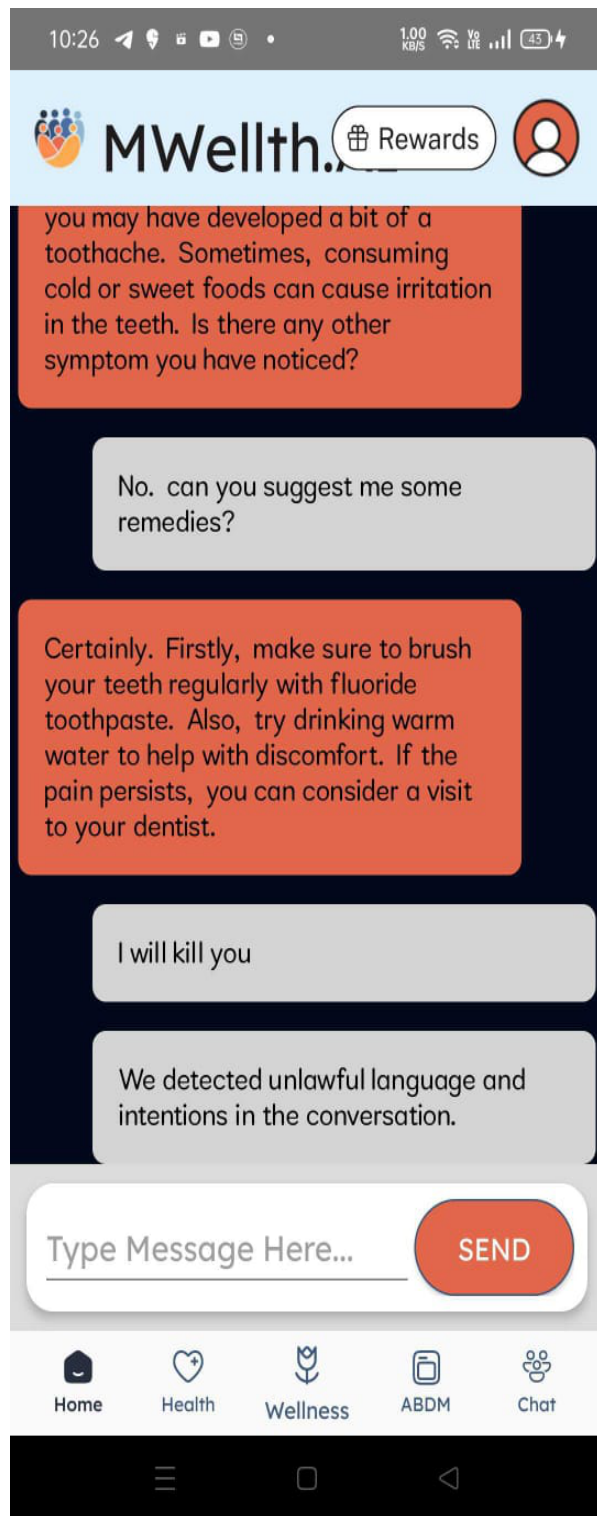 10:26
1.00 KB/S
Vo LTE
43
MWellth.
Rewards
you may have developed a bit of a
toothache. Sometimes, consuming
cold or sweet foods can cause irritation
in the teeth. Is there any other
symptom you have noticed?
No. can you suggest me some
remedies?
Certainly. Firstly, make sure to brush
your teeth regularly with fluoride
toothpaste. Also, try drinking warm
water to help with discomfort. If the
pain persists, you can consider a visit
to your dentist.
I will kill you
We detected unlawful language and
intentions in the conversation.
Type Message Here...
SEND
Home
Health
Wellness
ABDM
Chat